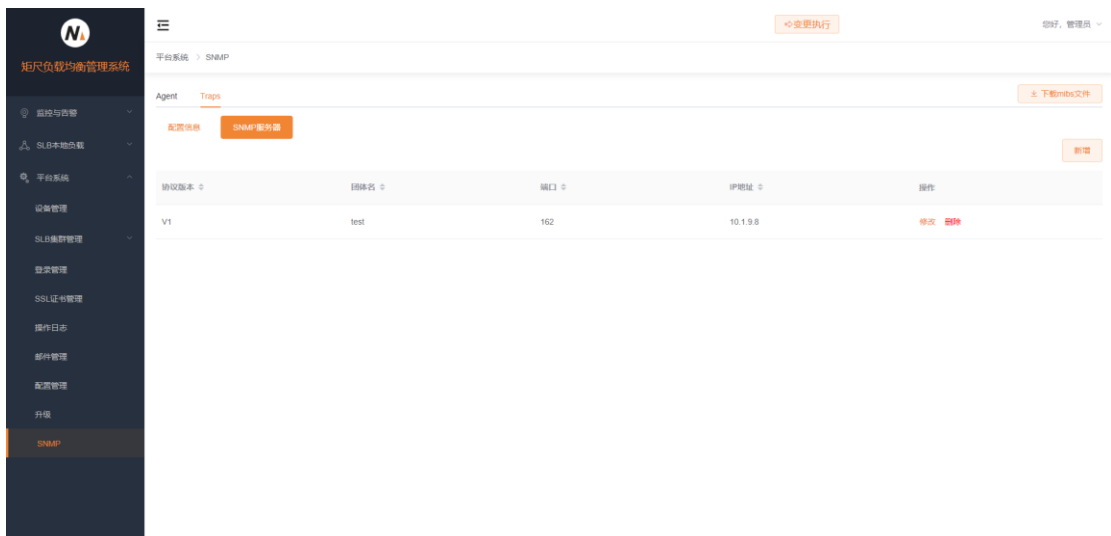 变更执行
您好，管理员
矩尺负载均衡管理系统
平台系统 > SNMP
Agent Traps
下载mibs文件
监控与告警
配置信息 SNMP服务器
SLB本地负载
新增
平台系统
协议版本 团体名 端口 IP地址 操作
设备管理
V1 test 162 10.1.9.8 修改 删除
SLB集群管理
登录管理
SSL证书管理
操作日志
邮件管理
配置管理
升级
SNMP